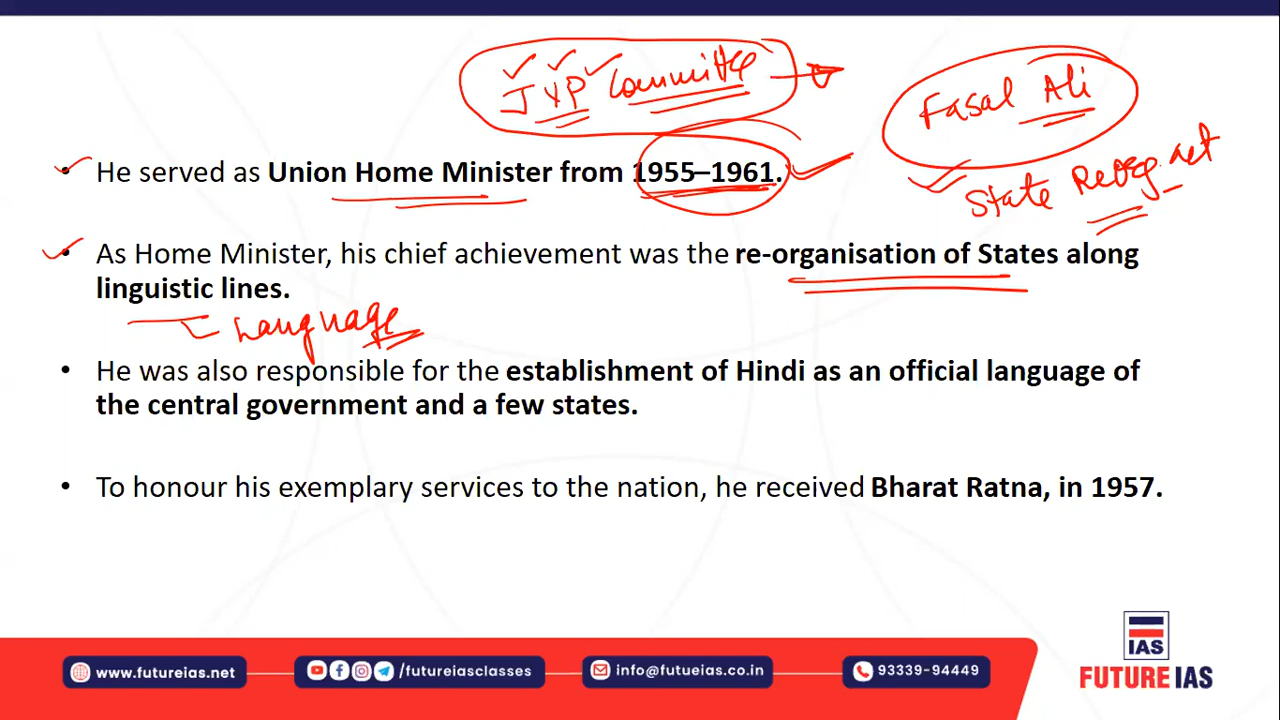 JVP Committee
Fasal Ali
• He served as Union Home Minister from 1955–1961.
State Reorg. act
• As Home Minister, his chief achievement was the re-organisation of States along
linguistic lines.
Language
• He was also responsible for the establishment of Hindi as an official language of
the central government and a few states.
• To honour his exemplary services to the nation, he received Bharat Ratna, in 1957.
IAS
www.futureias.net
/futureiasclasses
info@futueias.co.in
93339-94449
FUTURE IAS